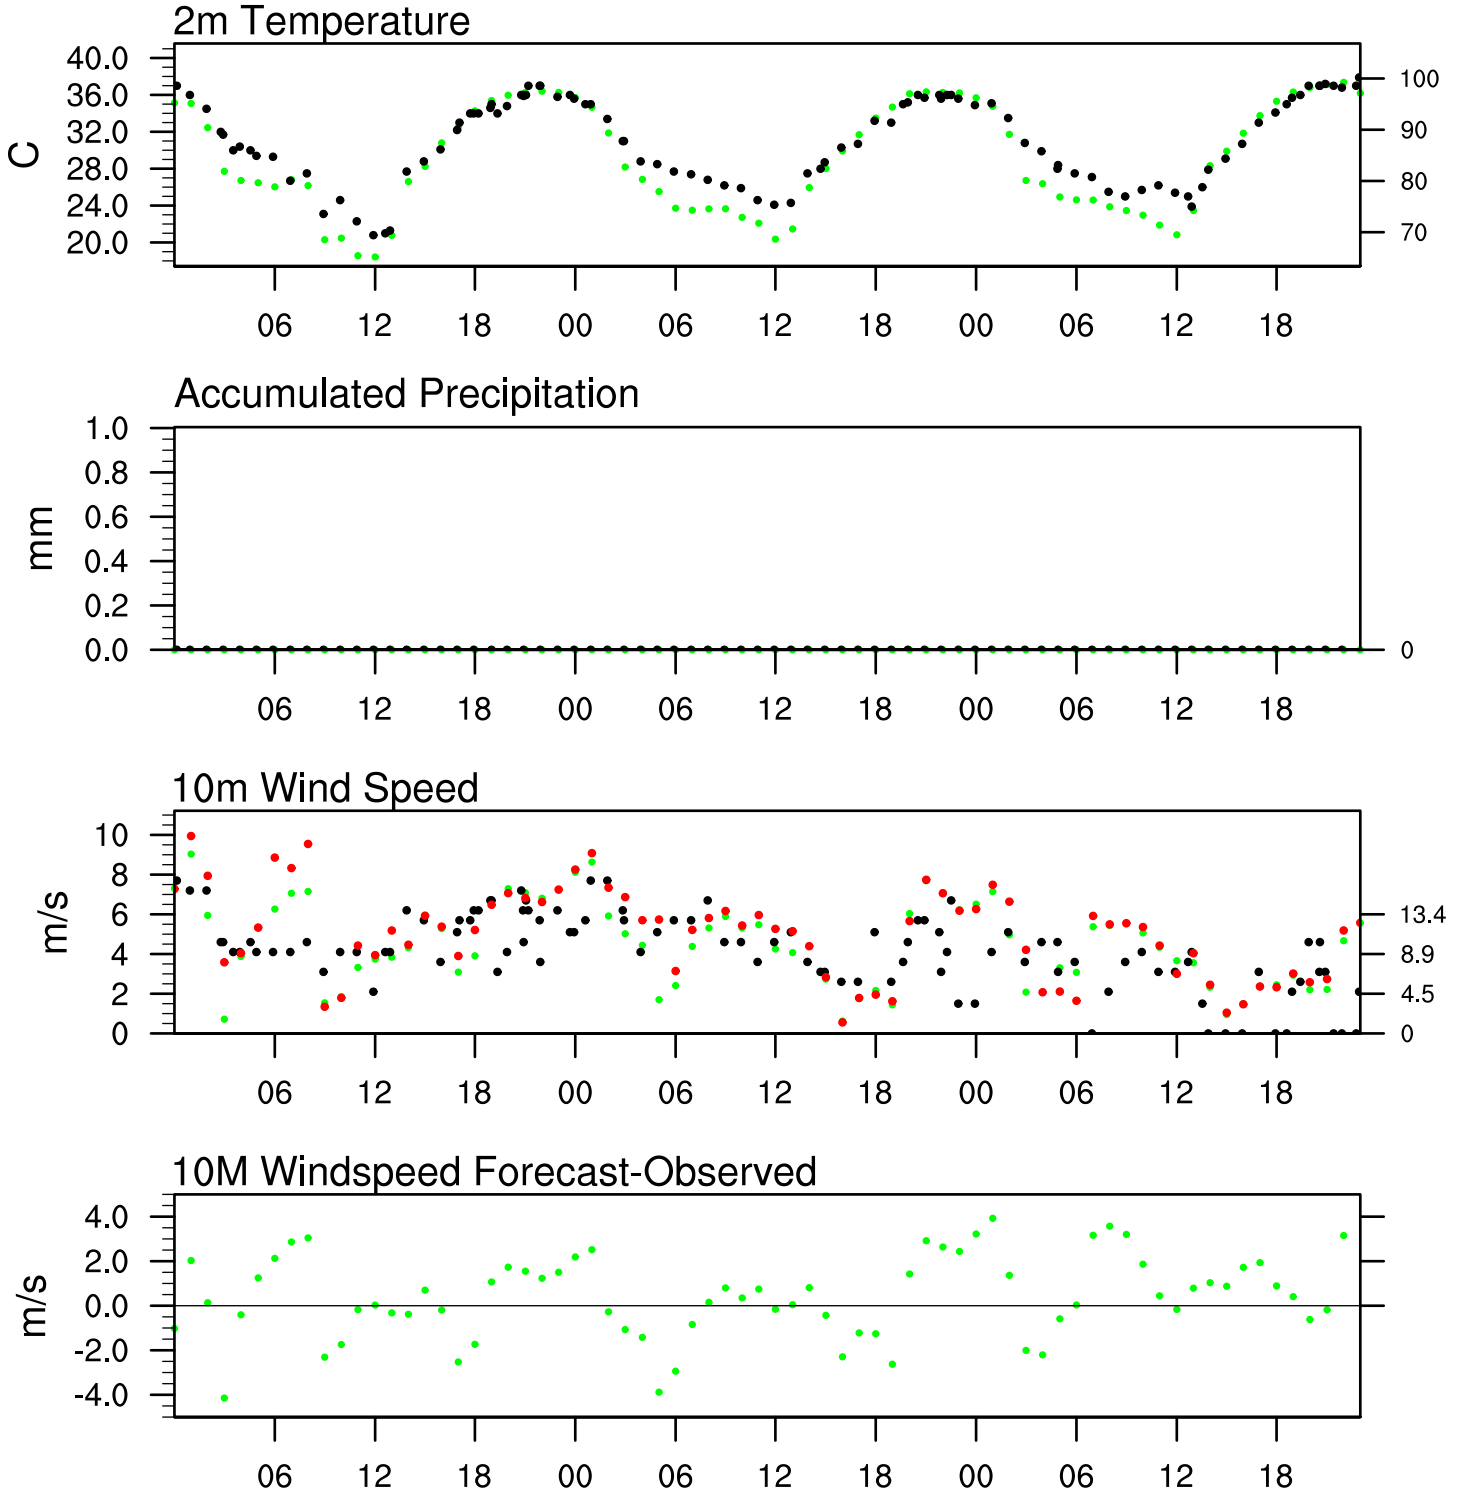 2m Temperature
40.0
36.0
32.0
28.0
24.0
20.0
C
100
90
80
70
06 12 18 00 06 12 18 00 06 12 18
Accumulated Precipitation
1.0
0.8
0.6
0.4
0.2
0.0
mm
0
06 12 18 00 06 12 18 00 06 12 18
10m Wind Speed
10
8
6
4
2
0
m/s
13.4
8.9
4.5
0
06 12 18 00 06 12 18 00 06 12 18
10M Windspeed Forecast-Observed
4.0
2.0
0.0
-2.0
-4.0
m/s
06 12 18 00 06 12 18 00 06 12 18